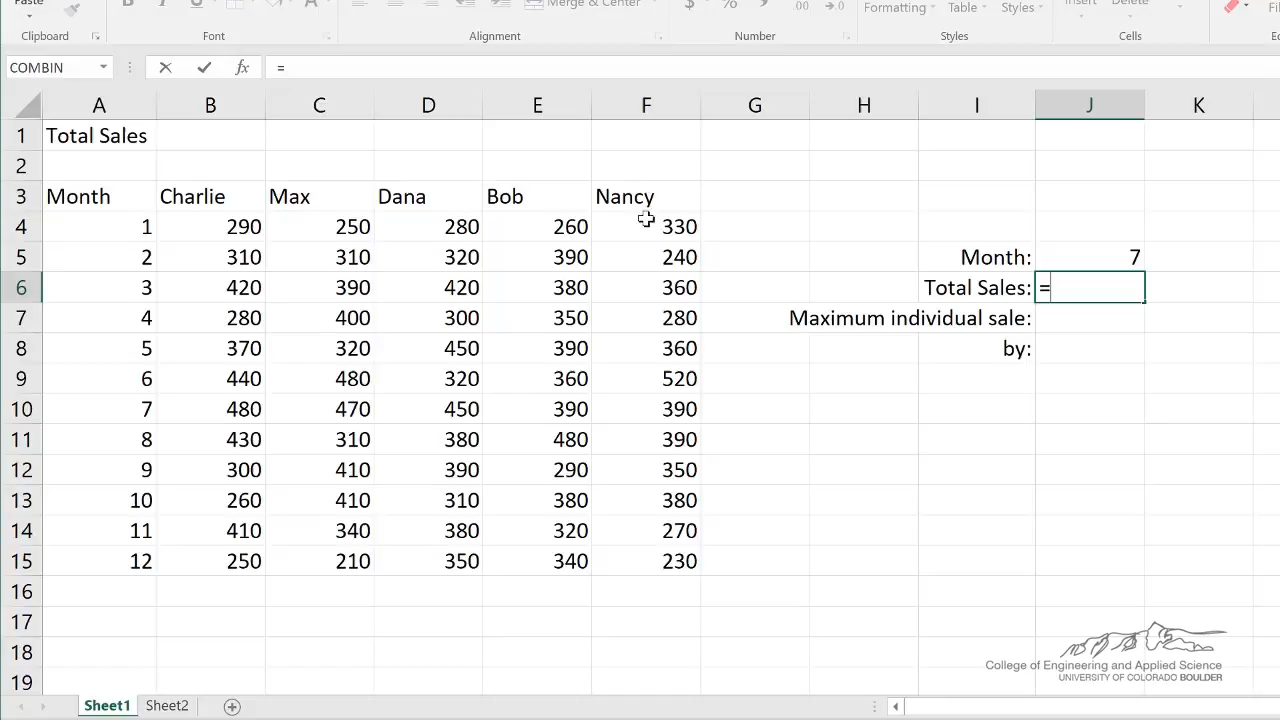 Paste
Merge & Center
$ % 00 →.0
Formatting Table Styles Insert Delete
Clipboard Font Alignment Number Styles Cells
COMBIN fx =
A B C D E F G H I J K
1 Total Sales
2
3 Month Charlie Max Dana Bob Nancy
4 1 290 250 280 260 330
5 2 310 310 320 390 240 Month: 7
6 3 420 390 420 380 360 Total Sales: =
7 4 280 400 300 350 280 Maximum individual sale:
8 5 370 320 450 390 360 by:
9 6 440 480 320 360 520
10 7 480 470 450 390 390
11 8 430 310 380 480 390
12 9 300 410 390 290 350
13 10 260 410 310 380 380
14 11 410 340 380 320 270
15 12 250 210 350 340 230
16
17
18
19
College of Engineering and Applied Science
UNIVERSITY OF COLORADO BOULDER
Sheet1 Sheet2